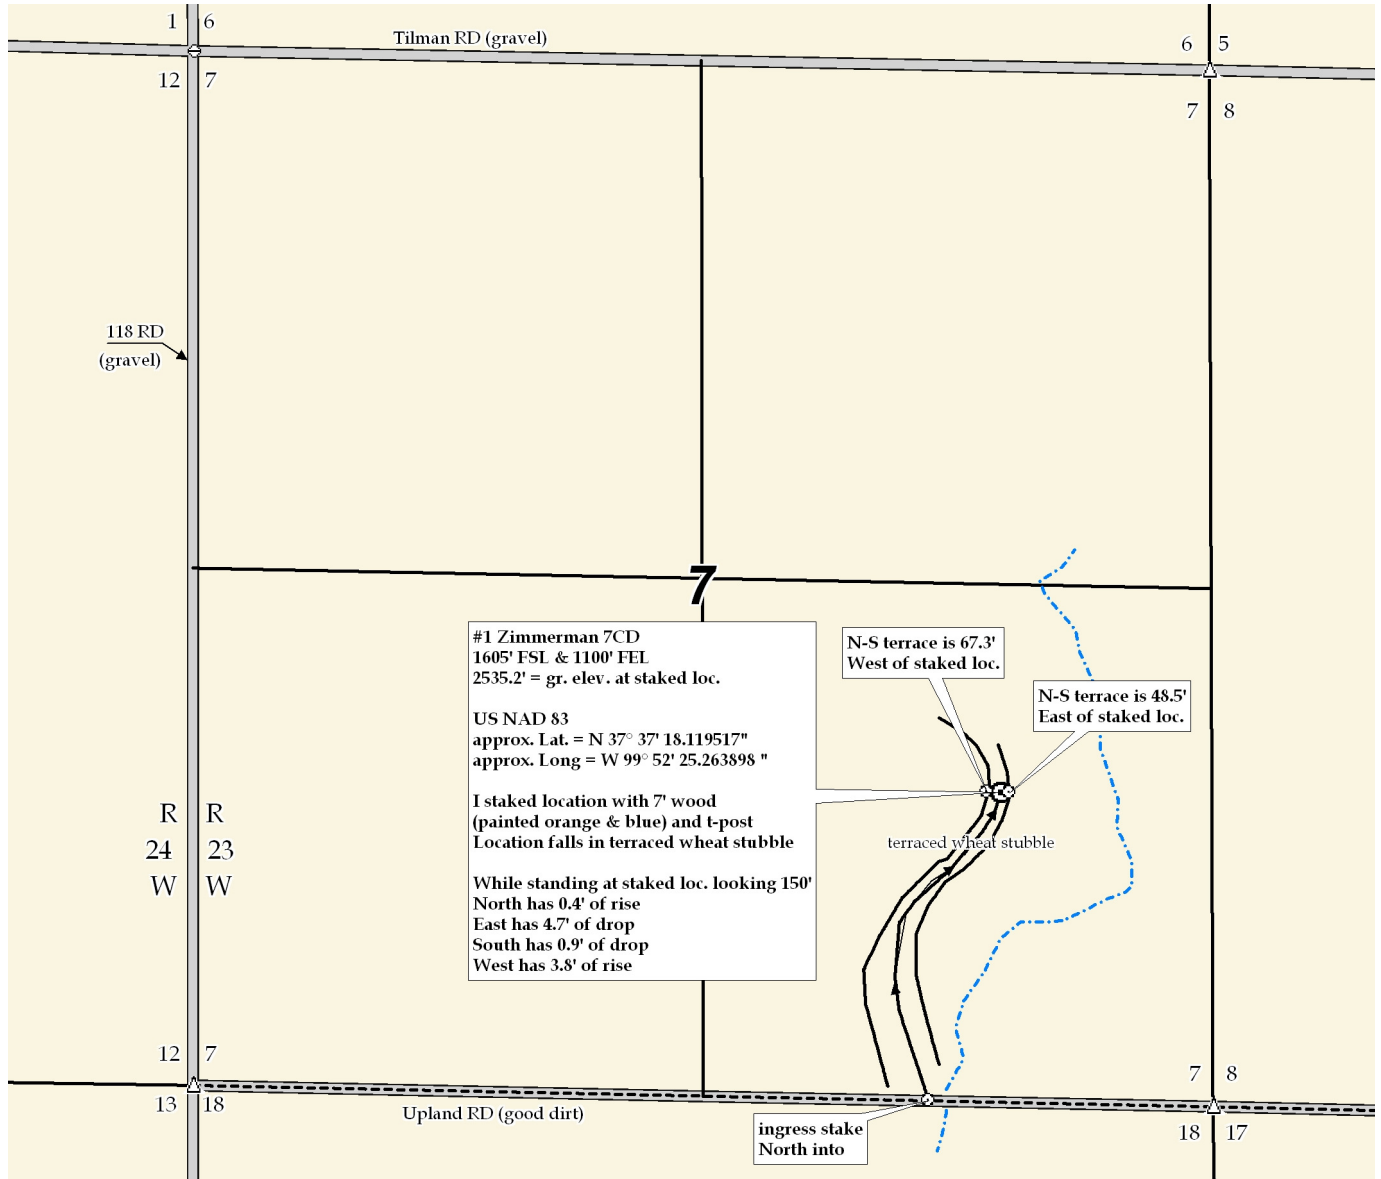 1 6
Tilman RD (gravel)
6 5
12 7
7 8
118 RD
(gravel)
7
#1 Zimmerman 7CD
1605' FSL & 1100' FEL
2535.2' = gr. elev. at staked loc.
US NAD 83
approx. Lat. = N 37° 37' 18.119517"
approx. Long = W 99° 52' 25.263898 "
I staked location with 7' wood
(painted orange & blue) and t-post
Location falls in terraced wheat stubble
While standing at staked loc. looking 150'
North has 0.4' of rise
East has 4.7' of drop
South has 0.9' of drop
West has 3.8' of rise
N-S terrace is 67.3'
West of staked loc.
N-S terrace is 48.5'
East of staked loc.
terraced wheat stubble
R R
24 23
W W
12 7
7 8
13 18
Upland RD (good dirt)
ingress stake
North into
18 17